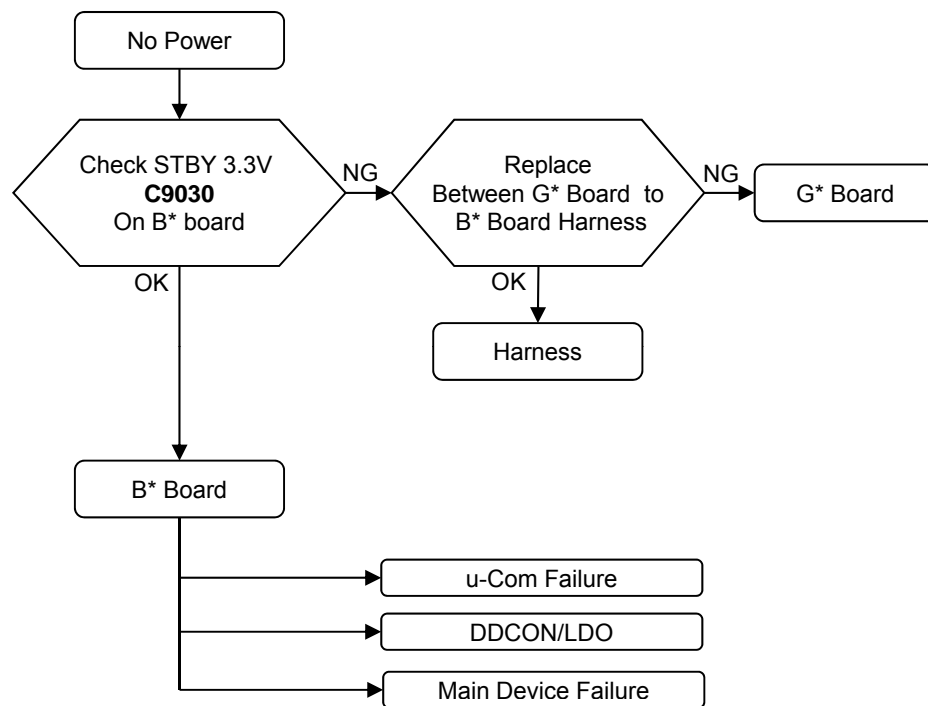 No Power
Check STBY 3.3V
C9030
On B* board
NG
Replace
Between G* Board to
B* Board Harness
NG
G* Board
OK
OK
Harness
B* Board
u-Com Failure
DDCON/LDO
Main Device Failure